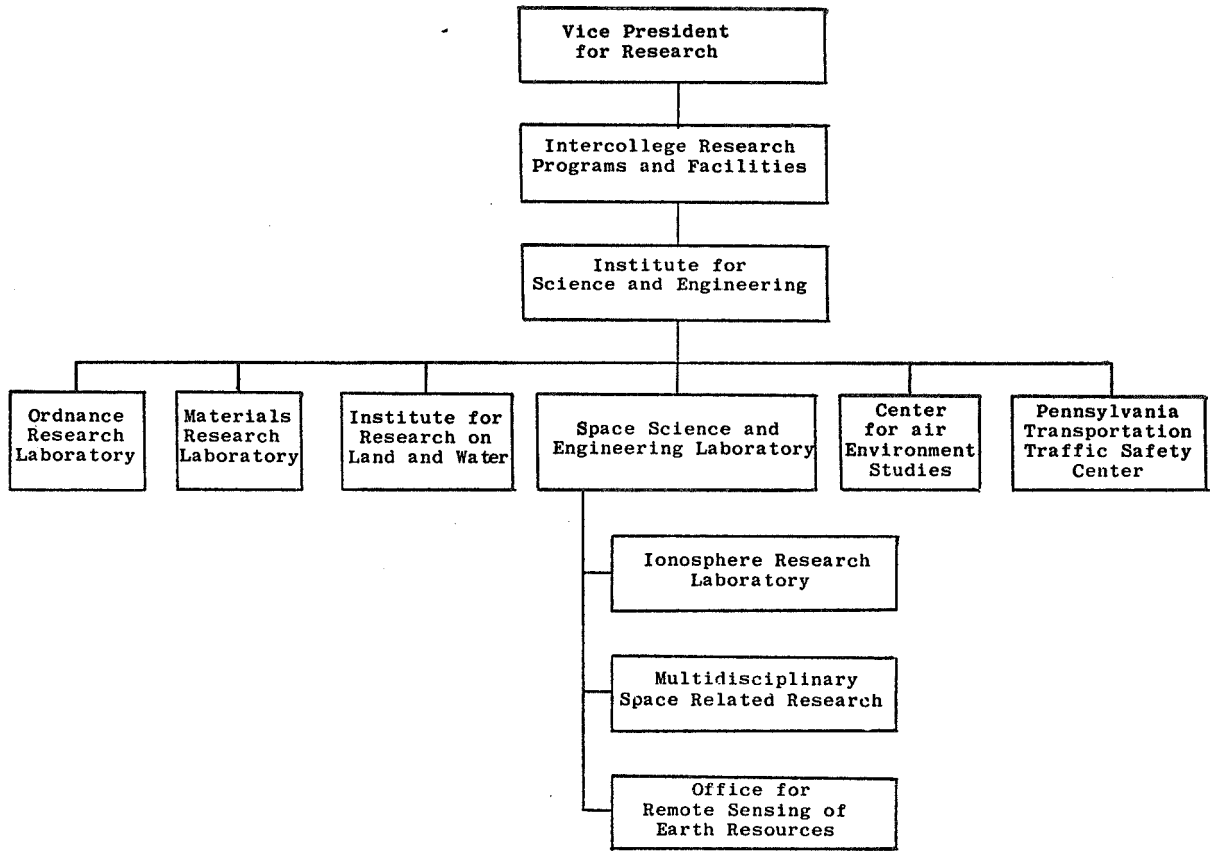 Vice President
for Research
Intercollege Research
Programs and Facilities
Institute for
Science and Engineering
Ordnance
Research
Laboratory
Materials
Research
Laboratory
Institute for
Research on
Land and Water
Space Science and
Engineering Laboratory
Center
for air
Environment
Studies
Pennsylvania
Transportation
Traffic Safety
Center
Ionosphere Research
Laboratory
Multidisciplinary
Space Related Research
Office for
Remote Sensing of
Earth Resources